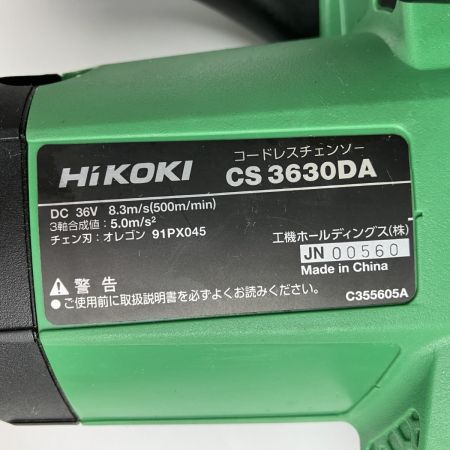 コードレスチェンソー
HiKOKI CS 3630DA
DC 36V 8.3m/s(500m/min)
3軸合成値：5.0m/s²
チェン刃：オレゴン 91PX045
工機ホールディングス(株)
JN 00560
Made in China
⚠ 警告
●ご使用前に取扱説明書を必ずよくお読みください。
C355605A